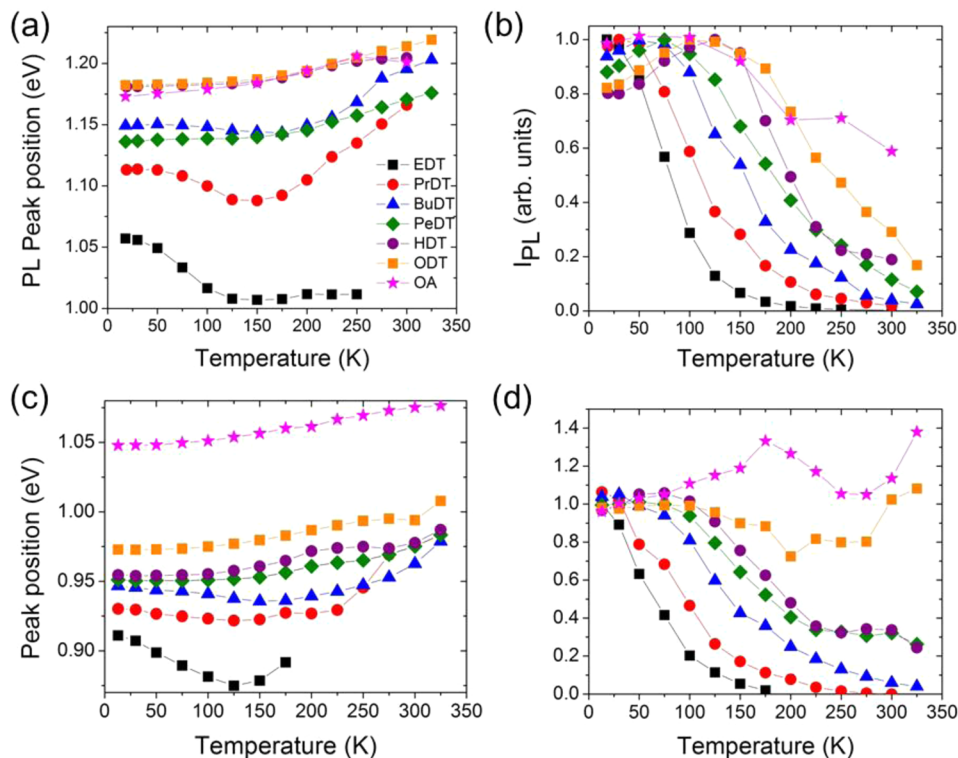 (a)
PL Peak position (eV)
1.20
1.15
1.10
1.05
1.00
0 50 100 150 200 250 300 350
Temperature (K)
EDT
PrDT
BuDT
PeDT
HDT
ODT
OA
(b)
IPL (arb. units)
1.0
0.8
0.6
0.4
0.2
0.0
0 50 100 150 200 250 300 350
Temperature (K)
(c)
Peak position (eV)
1.05
1.00
0.95
0.90
0 50 100 150 200 250 300 350
Temperature (K)
(d)
1.4
1.2
1.0
0.8
0.6
0.4
0.2
0.0
0 50 100 150 200 250 300 350
Temperature (K)